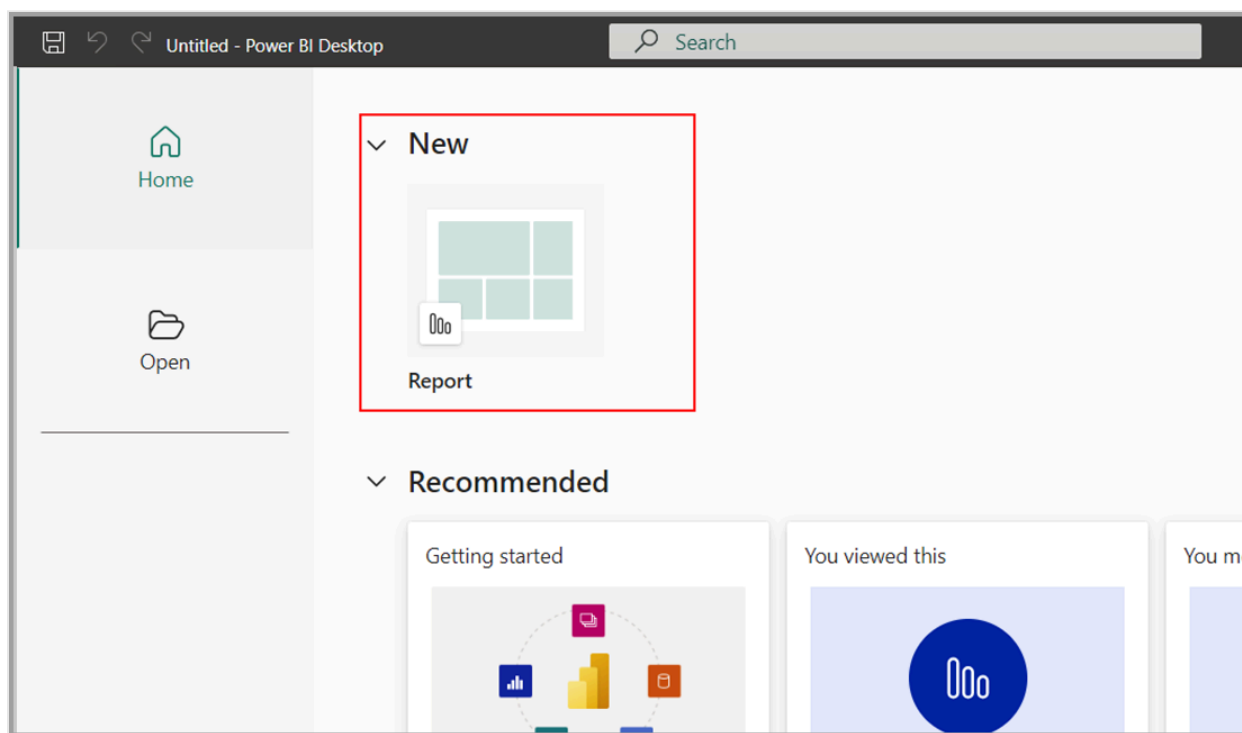 Untitled - Power BI Desktop
Search
Home
Open
New
Report
Recommended
Getting started
You viewed this
You m